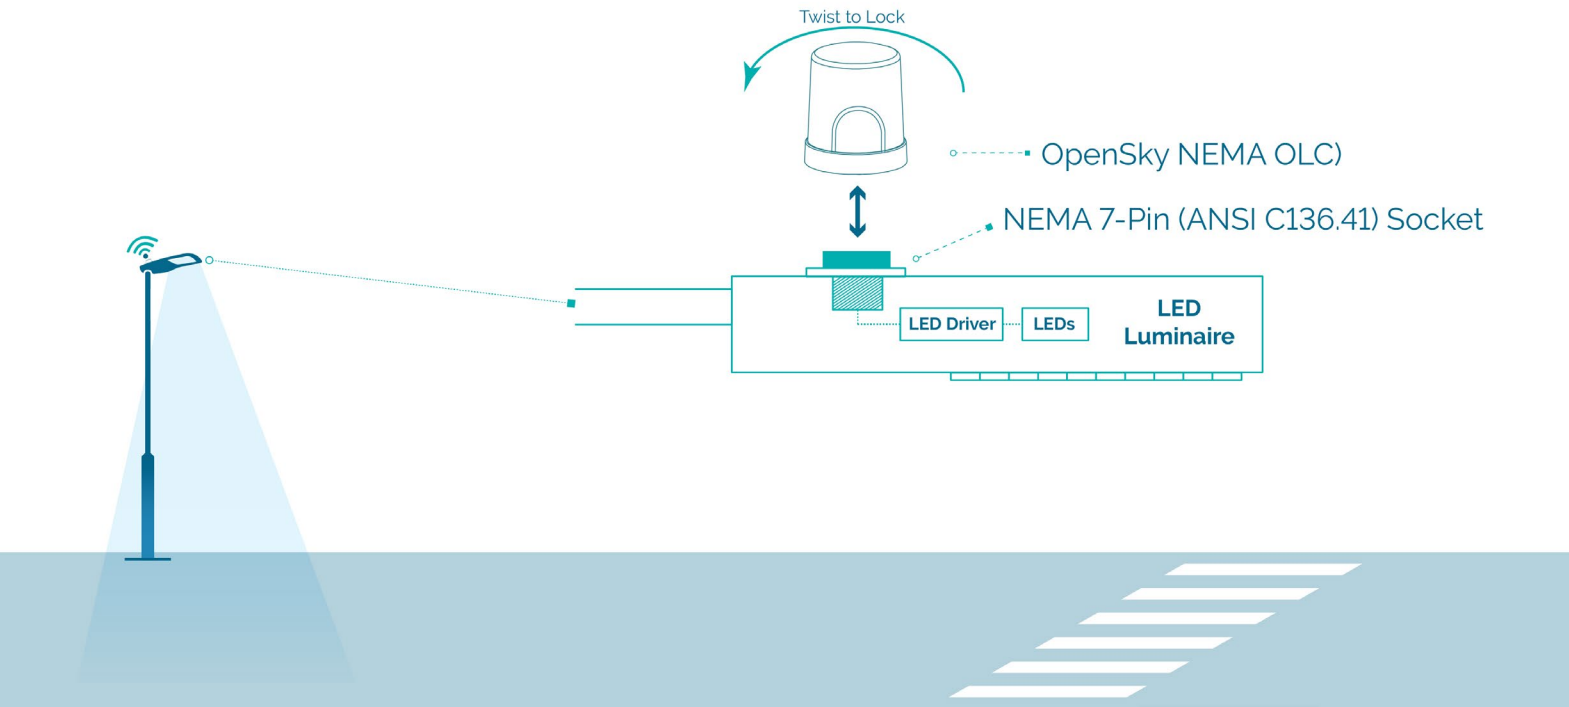 Twist to Lock
OpenSky NEMA OLC)
NEMA 7-Pin (ANSI C136.41) Socket
LED Driver
LEDs
LED
Luminaire